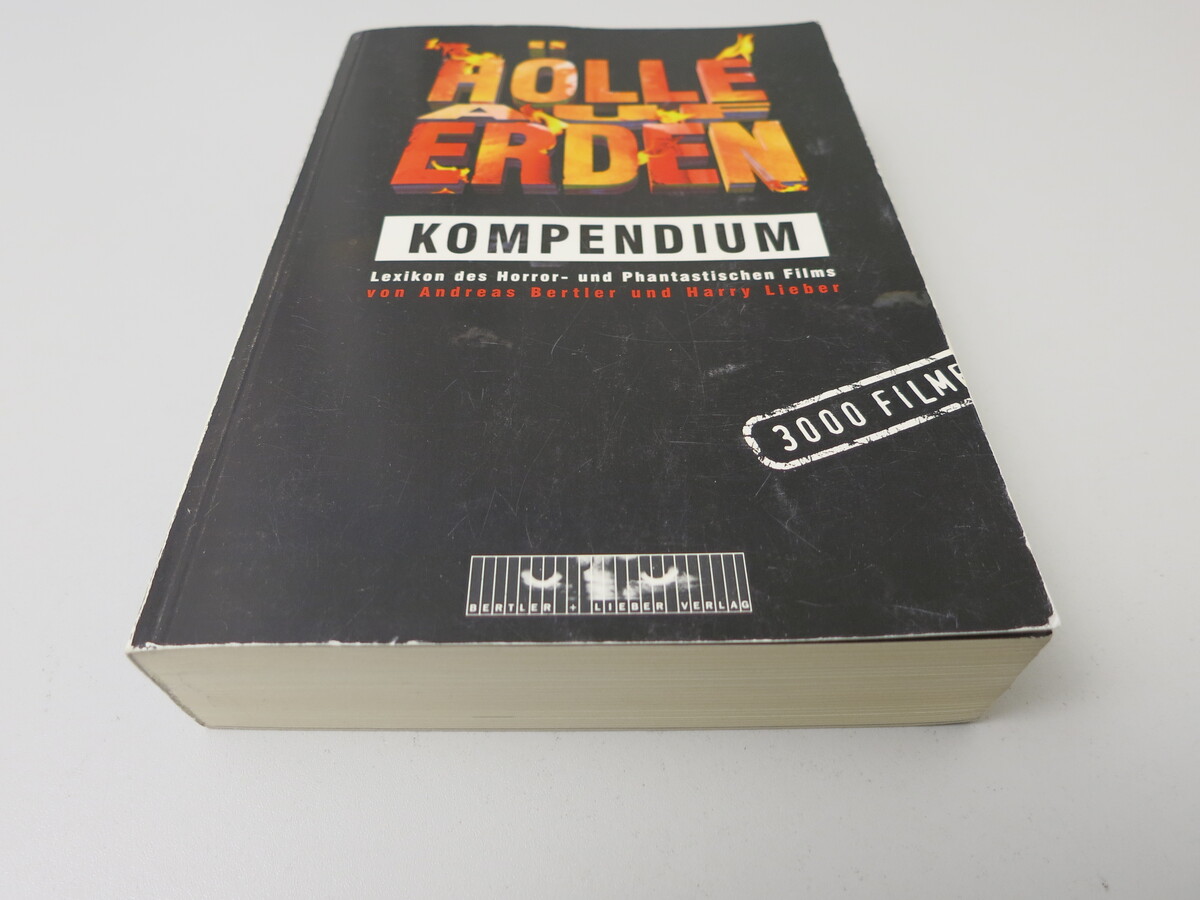 HÖLLE
AUF
ERDEN
KOMPENDIUM
Lexikon des Horror- und Phantastischen Films
von Andreas Bertler und Harry Lieber
3000 FILME
BERTLER + LIEBER VERLAG